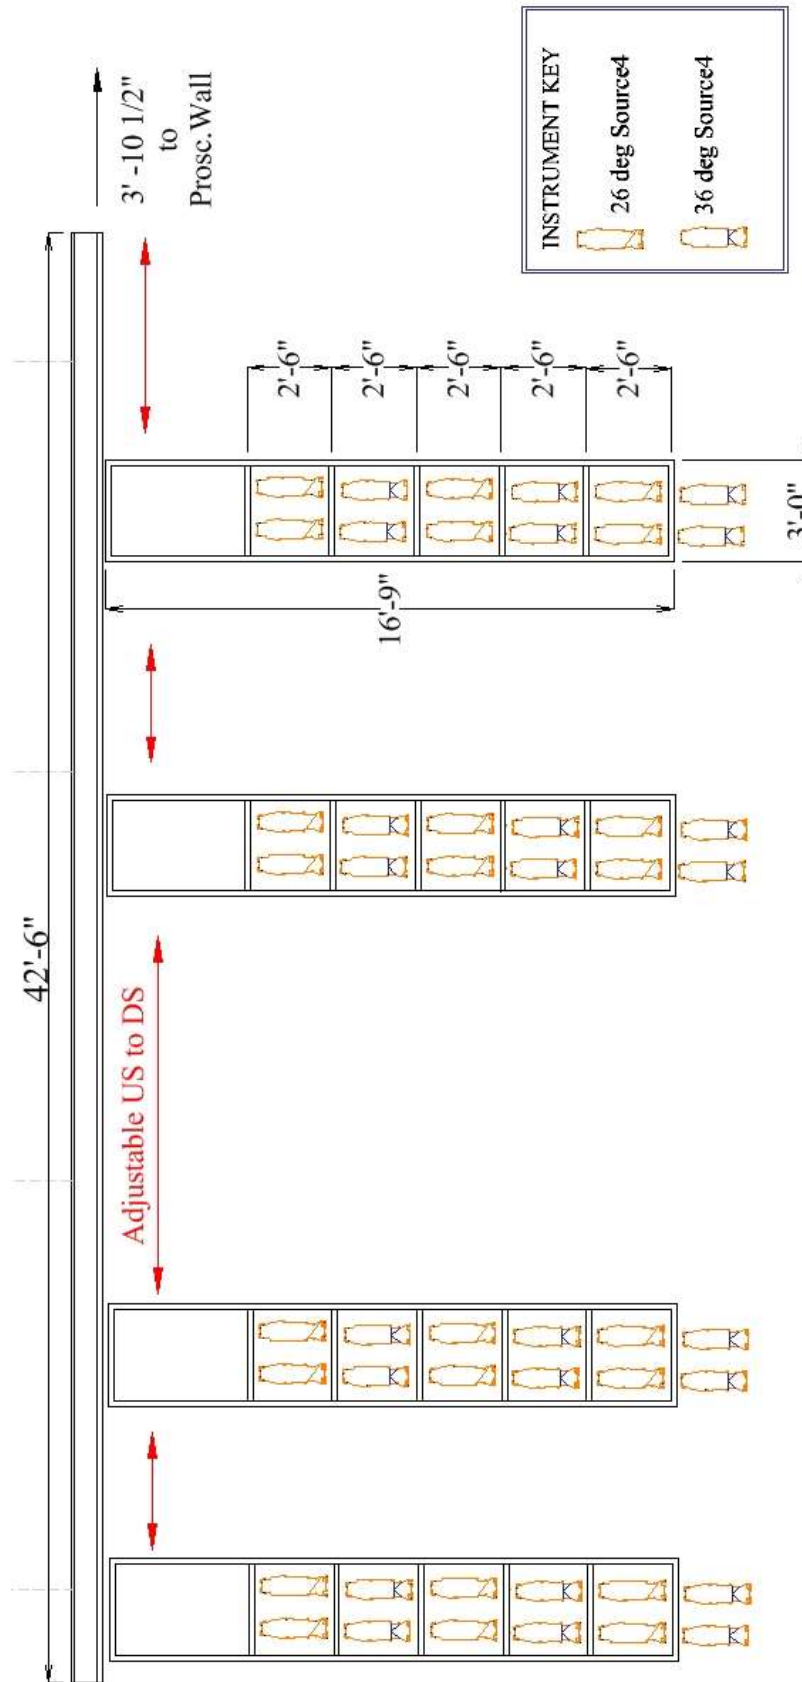 3' -10 1/2"
to
Prosc.Wall
INSTRUMENT KEY
26 deg Source4
36 deg Source4
2'-6"
2'-6"
2'-6"
2'-6"
2'-6"
3'-0"
16'-9"
42'-6"
Adjustable US to DS